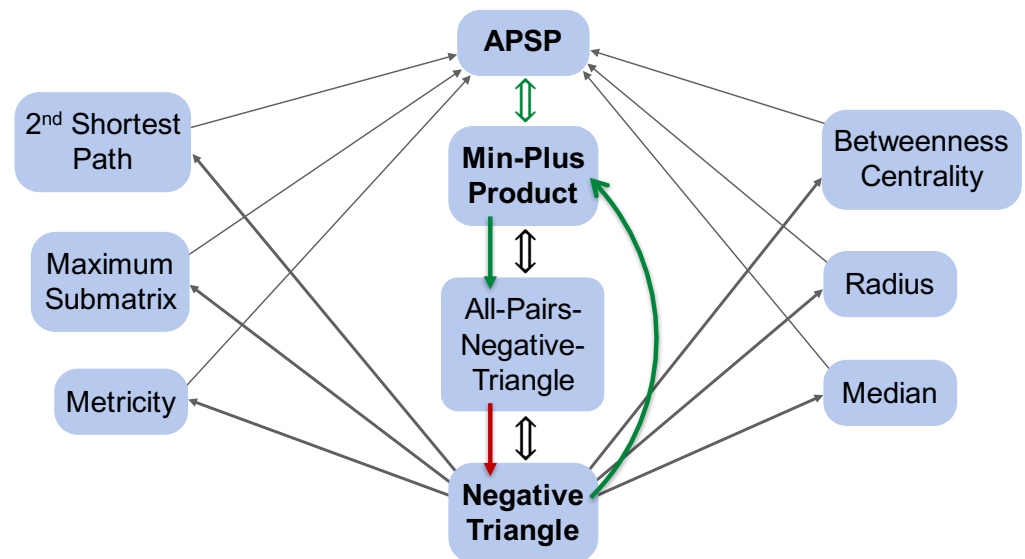 APSP
2nd Shortest
Path
Min-Plus
Product
Betweenness
Centrality
Maximum
Submatrix
All-Pairs-
Negative-
Triangle
Radius
Metricity
Median
Negative
Triangle